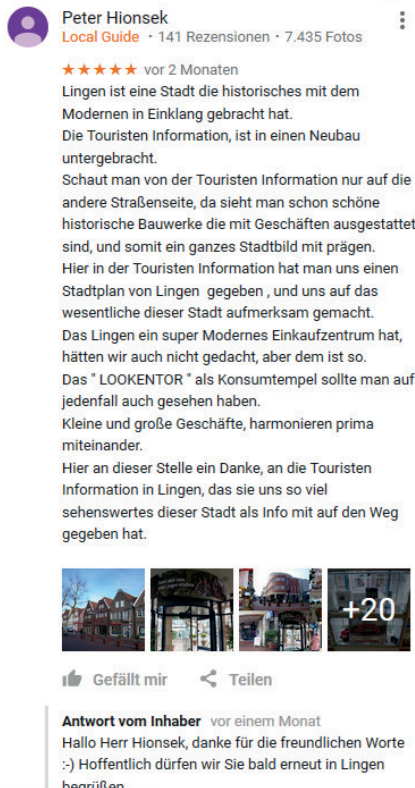 Peter Hionsek
Local Guide · 141 Rezensionen · 7.435 Fotos
★★★★★ vor 2 Monaten
Lingen ist eine Stadt die historisches mit dem
Modernen in Einklang gebracht hat.
Die Touristen Information, ist in einen Neubau
untergebracht.
Schaut man von der Touristen Information nur auf die
andere Straßenseite, da sieht man schon schöne
historische Bauwerke die mit Geschäften ausgestattet
sind, und somit ein ganzes Stadtbild mit prägen.
Hier in der Touristen Information hat man uns einen
Stadtplan von Lingen  gegeben , und uns auf das
wesentliche dieser Stadt aufmerksam gemacht.
Das Lingen ein super Modernes Einkaufzentrum hat,
hätten wir auch nicht gedacht, aber dem ist so.
Das " LOOKENTOR " als Konsumtempel sollte man auf
jedenfall auch gesehen haben.
Kleine und große Geschäfte, harmonieren prima
miteinander.
Hier an dieser Stelle ein Danke, an die Touristen
Information in Lingen, das sie uns so viel
sehenswertes dieser Stadt als Info mit auf den Weg
gegeben hat.
+20
Gefällt mir Teilen
Antwort vom Inhaber vor einem Monat
Hallo Herr Hionsek, danke für die freundlichen Worte
:-) Hoffentlich dürfen wir Sie bald erneut in Lingen
begrüßen